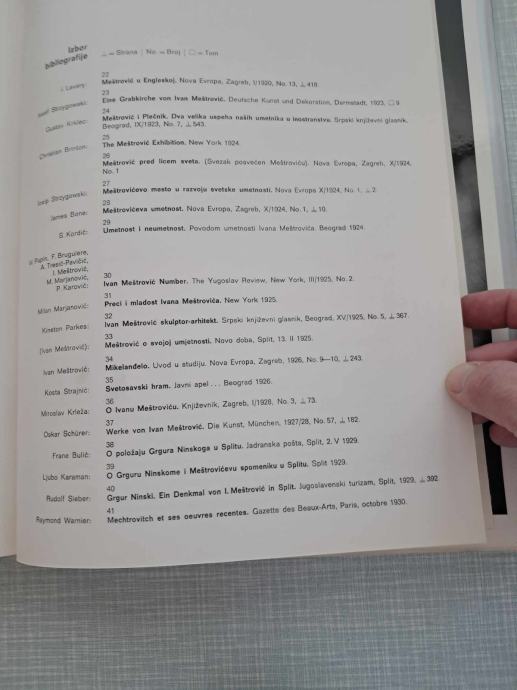 Izbor
bibliografije
⊥ = Strana | No. = Broj | □ = Tom
22
J. Lavery: Meštrović u Engleskoj. Nova Evropa, Zagreb, I/1920, No. 13, ⊥ 418.
23
Josef Strzygowski: Eine Grabkirche von Ivan Meštrović. Deutsche Kunst und Dekoration, Darmstadt, 1923, □ 9
24
Gustav Krklec: Meštrović i Plečnik. Dva velika uspeha naših umetnika u inostranstvu. Srpski književni glasnik,
Beograd, IX/1923, No. 7, ⊥ 543.
25
Christian Brinton: The Meštrović Exhibition. New York 1924.
26
Meštrović pred licem sveta. (Svezak posvećen Meštroviću). Nova Evropa, Zagreb, X/1924,
No. 1
27
Josip Strzygowski: Meštrovićevo mesto u razvoju svetske umetnosti. Nova Evropa X/1924, No. 1, ⊥ 2.
28
James Bone: Meštrovićeva umetnost. Nova Evropa, Zagreb, X/1924, No. 1, ⊥ 10.
29
S. Kordić: Umetnost i neumetnost. Povodom umetnosti Ivana Meštrovića. Beograd 1924.
Pupin, F. Bruguiere,
A. Tresić-Pavičić,
I. Meštrović,
M. Marjanović,
P. Karović:
30
Ivan Meštrović Number. The Yugoslav Review, New York, III/1925, No. 2.
31
Milan Marjanović: Preci i mladost Ivana Meštrovića. New York 1925.
32
Kineton Parkes: Ivan Meštrović skulptor-arhitekt. Srpski književni glasnik, Beograd, XV/1925, No. 5, ⊥ 367.
33
(Ivan Meštrović): Meštrović o svojoj umjetnosti. Novo doba, Split, 13. II 1925.
34
Ivan Meštrović: Mikelanđelo. Uvod u studiju. Nova Evropa, Zagreb, 1926, No. 9—10, ⊥ 243.
35
Kosta Strajnić: Svetosavski hram. Javni apel . . . Beograd 1926.
36
Miroslav Krleža: O Ivanu Meštroviću. Književnik, Zagreb, I/1928, No. 3, ⊥ 73.
37
Oskar Schürer: Werke von Ivan Meštrović. Die Kunst, München, 1927/28, No. 57, ⊥ 182.
38
Frane Bulić: O položaju Grgura Ninskoga u Splitu. Jadranska pošta, Split, 2. V 1929.
39
Ljubo Karaman: O Grguru Ninskome i Meštrovićevu spomeniku u Splitu. Split 1929.
40
Rudolf Sieber: Grgur Ninski. Ein Denkmal von I. Meštrović in Split. Jugoslavenski turizam, Split, 1929, ⊥ 392.
41
Raymond Warnier: Mechtrovitch et ses oeuvres recentes. Gazette des Beaux-Arts, Paris, octobre 1930.